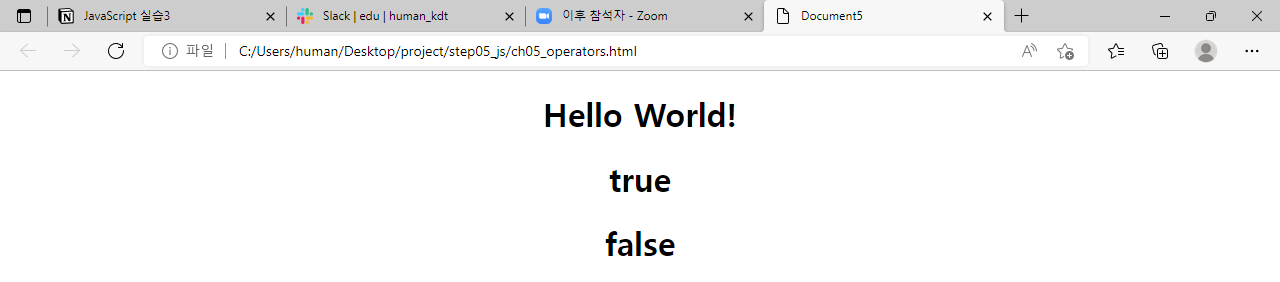 JavaScript 실습3
Slack | edu | human_kdt
이후 참석자 - Zoom
Document5
파일
C:/Users/human/Desktop/project/step05_js/ch05_operators.html
Hello World!
true
false